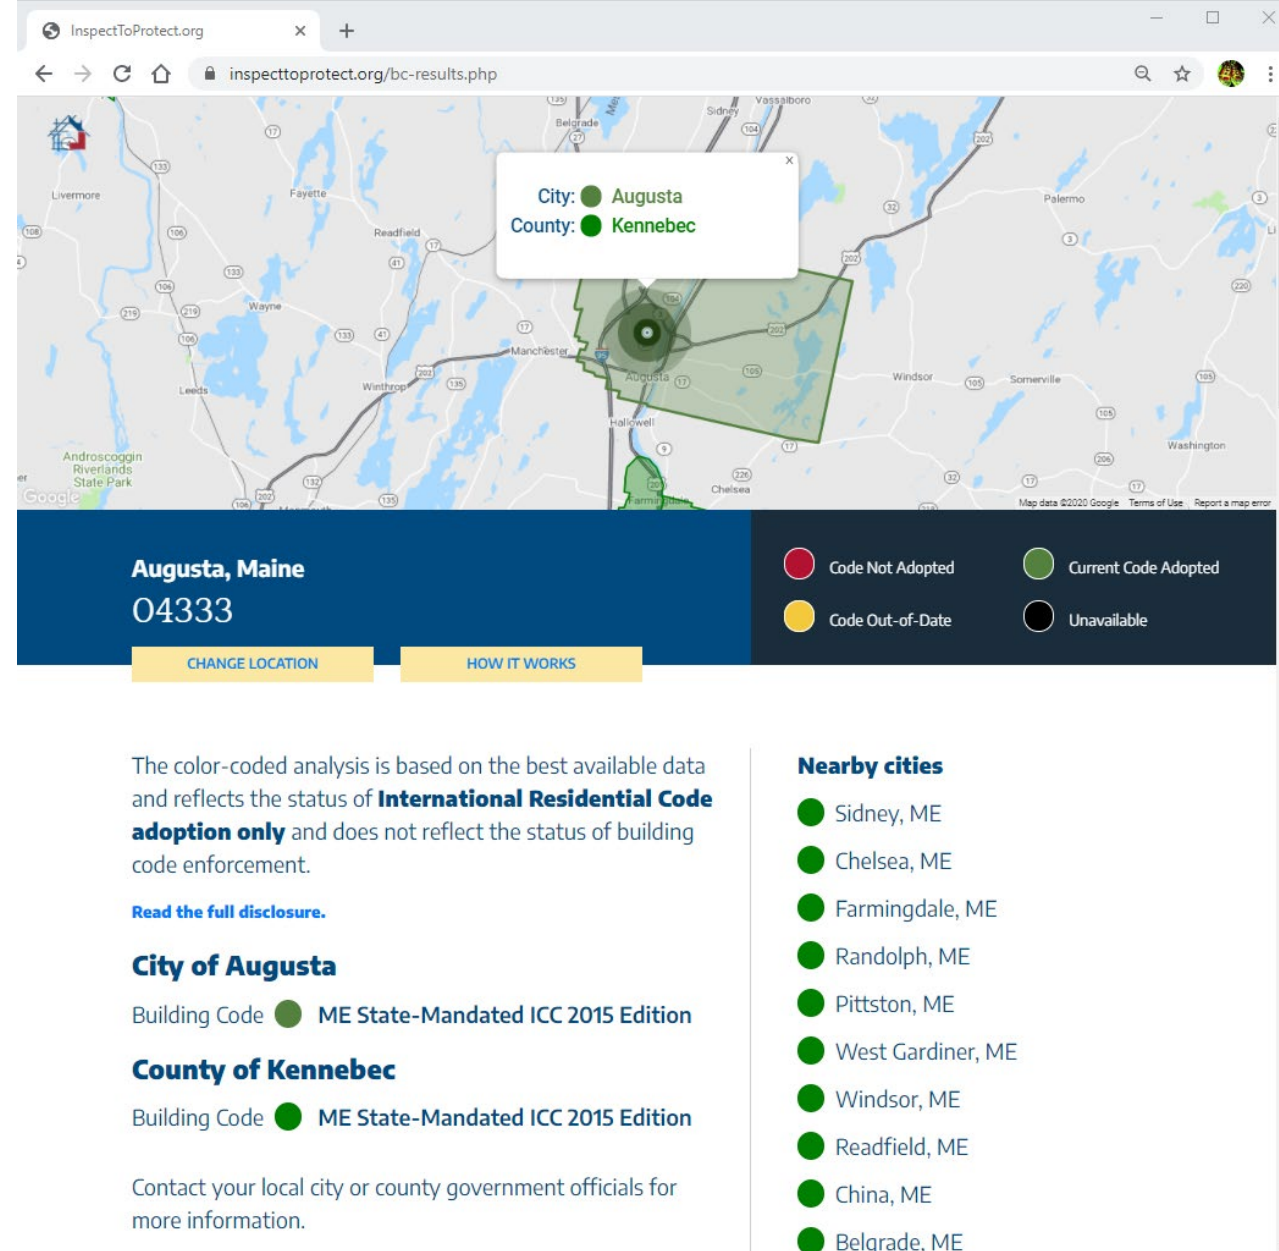 InspectToProtect.org
inspecttoprotect.org/bc-results.php
Belgrade
Sidney
Vassalboro
Livermore
Fayette
Readfield
Palermo
City: Augusta
County: Kennebec
Wayne
Manchester
Winthrop
Leeds
Augusta
Windsor
Somerville
Hallowell
Washington
Androscoggin
Riverlands
State Park
Chelsea
Farmingdale
Google
Monmouth
Map data ©2020 Google Terms of Use Report a map error
Augusta, Maine
04333
CHANGE LOCATION
HOW IT WORKS
Code Not Adopted
Current Code Adopted
Code Out-of-Date
Unavailable
The color-coded analysis is based on the best available data
and reflects the status of International Residential Code
adoption only and does not reflect the status of building
code enforcement.
Read the full disclosure.
City of Augusta
Building Code ME State-Mandated ICC 2015 Edition
County of Kennebec
Building Code ME State-Mandated ICC 2015 Edition
Contact your local city or county government officials for
more information.
Nearby cities
Sidney, ME
Chelsea, ME
Farmingdale, ME
Randolph, ME
Pittston, ME
West Gardiner, ME
Windsor, ME
Readfield, ME
China, ME
Belgrade, ME